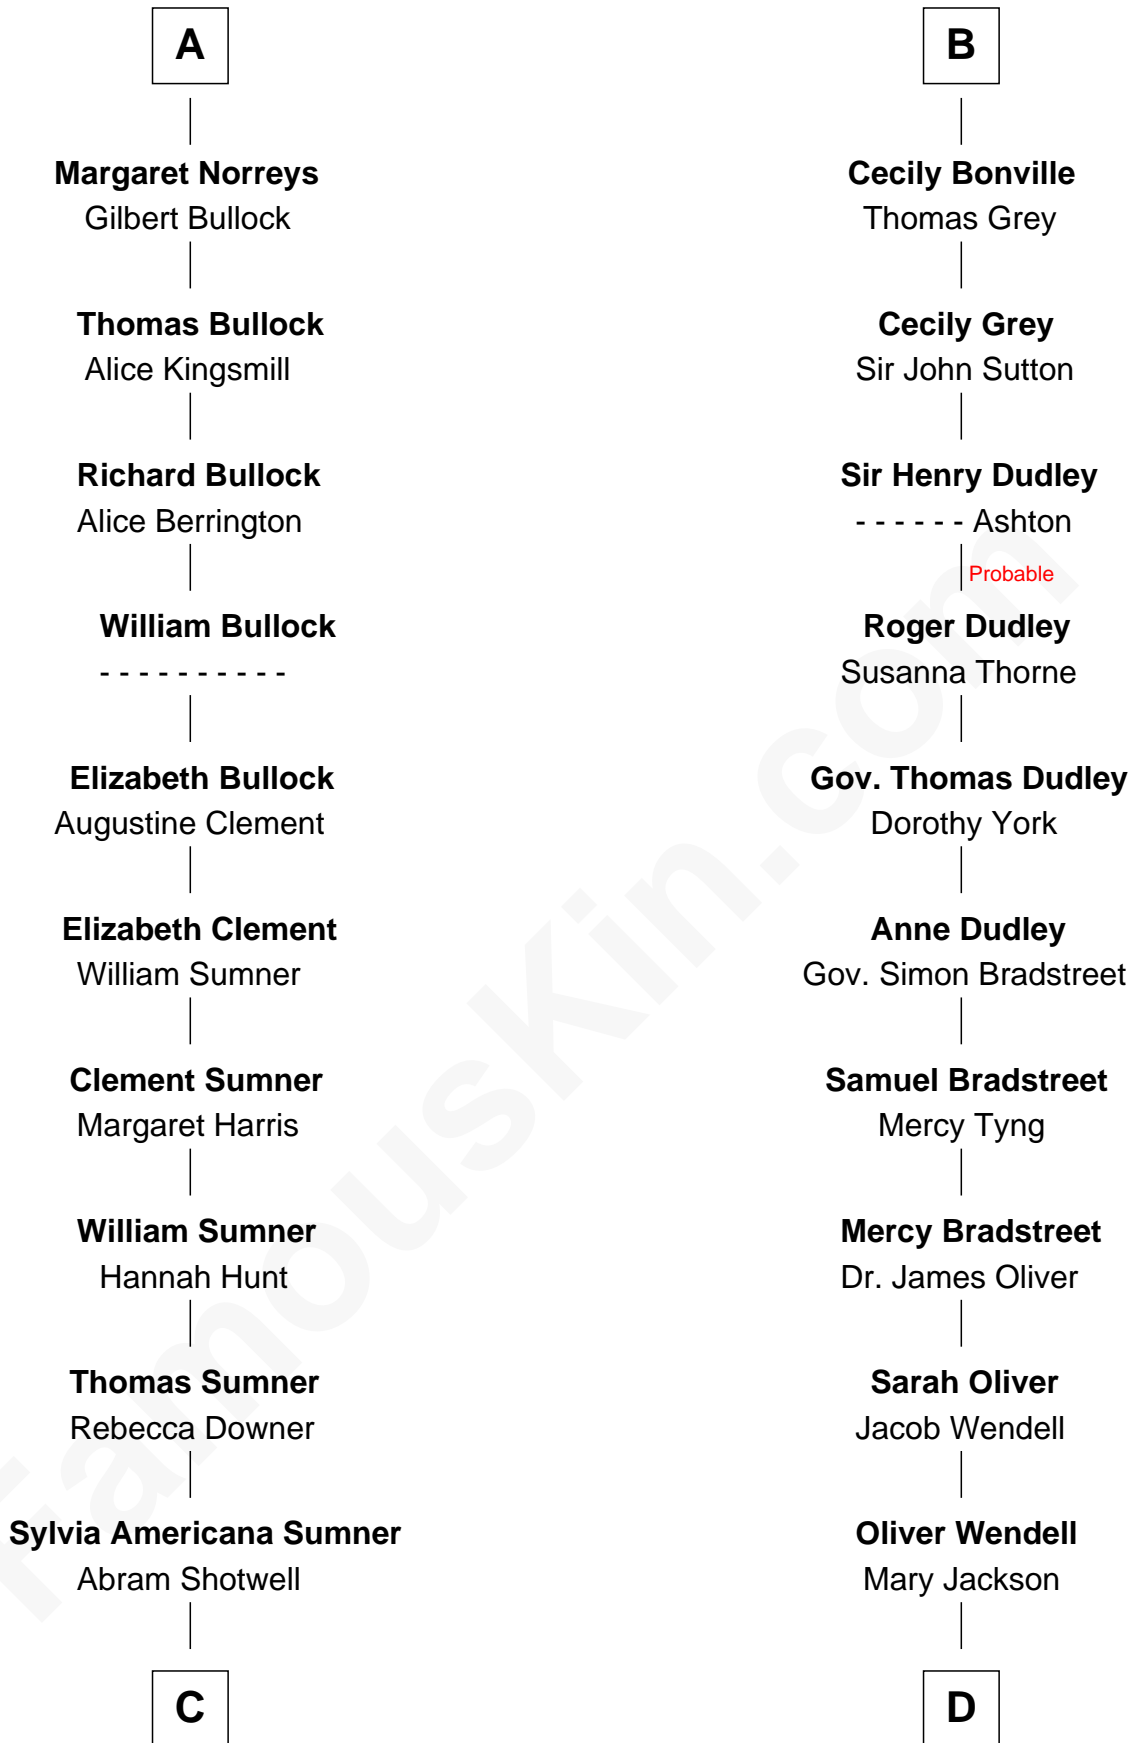 A
Margaret Norreys
Gilbert Bullock
Thomas Bullock
Alice Kingsmill
Richard Bullock
Alice Berrington
William Bullock
- - - - - - - - - -
Elizabeth Bullock
Augustine Clement
Elizabeth Clement
William Sumner
Clement Sumner
Margaret Harris
William Sumner
Hannah Hunt
Thomas Sumner
Rebecca Downer
Sylvia Americana Sumner
Abram Shotwell
C
B
Cecily Bonville
Thomas Grey
Cecily Grey
Sir John Sutton
Sir Henry Dudley
- - - - - - Ashton
Probable
Roger Dudley
Susanna Thorne
Gov. Thomas Dudley
Dorothy York
Anne Dudley
Gov. Simon Bradstreet
Samuel Bradstreet
Mercy Tyng
Mercy Bradstreet
Dr. James Oliver
Sarah Oliver
Jacob Wendell
Oliver Wendell
Mary Jackson
D
FamousKin.com